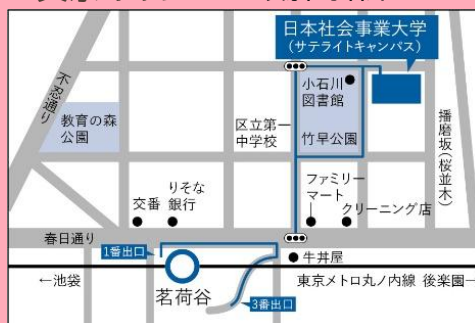 日本社会事業大学
(サテライトキャンパス)
不忍通り
教育の森
公園
区立第一
中学校
小石川
図書館
竹早公園
播磨坂(桜並木)
交番
りそな
銀行
ファミリー
マート
クリーニング店
春日通り
1番出口
牛丼屋
←池袋
茗荷谷
3番出口
東京メトロ丸ノ内線 後楽園→